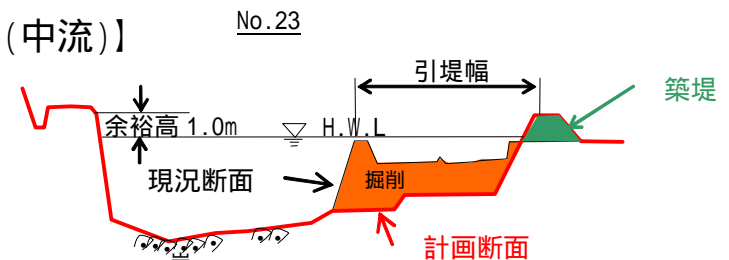 (中流)】
No.23
引堤幅
築堤
余裕高 1.0m
H.W.L
現況断面
掘削
計画断面